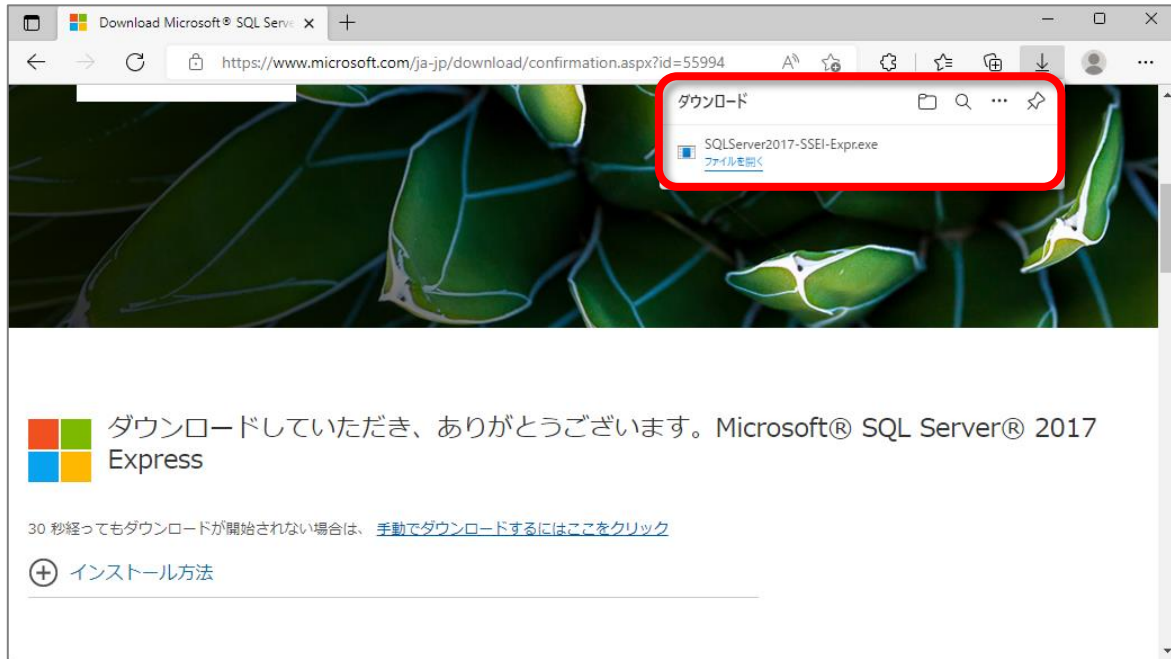 Download Microsoft® SQL Serve
https://www.microsoft.com/ja-jp/download/confirmation.aspx?id=55994
ダウンロード
SQLServer2017-SSEI-Expr.exe
ファイルを開く
ダウンロードしていただき、ありがとうございます。Microsoft® SQL Server® 2017
Express
30 秒経ってもダウンロードが開始されない場合は、 手動でダウンロードするにはここをクリック
インストール方法